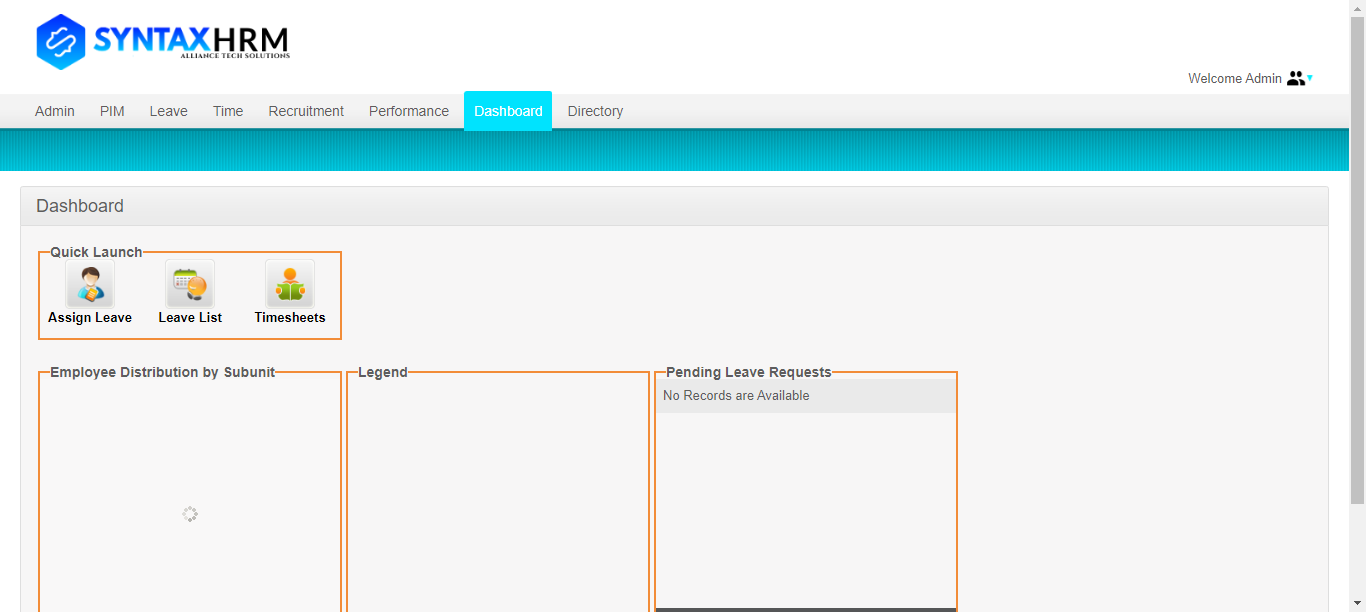 SYNTAXHRM
ALLIANCE TECH SOLUTIONS
Welcome Admin
Admin PIM Leave Time Recruitment Performance Dashboard Directory
Dashboard
Quick Launch
Assign Leave Leave List Timesheets
Employee Distribution by Subunit Legend Pending Leave Requests
No Records are Available